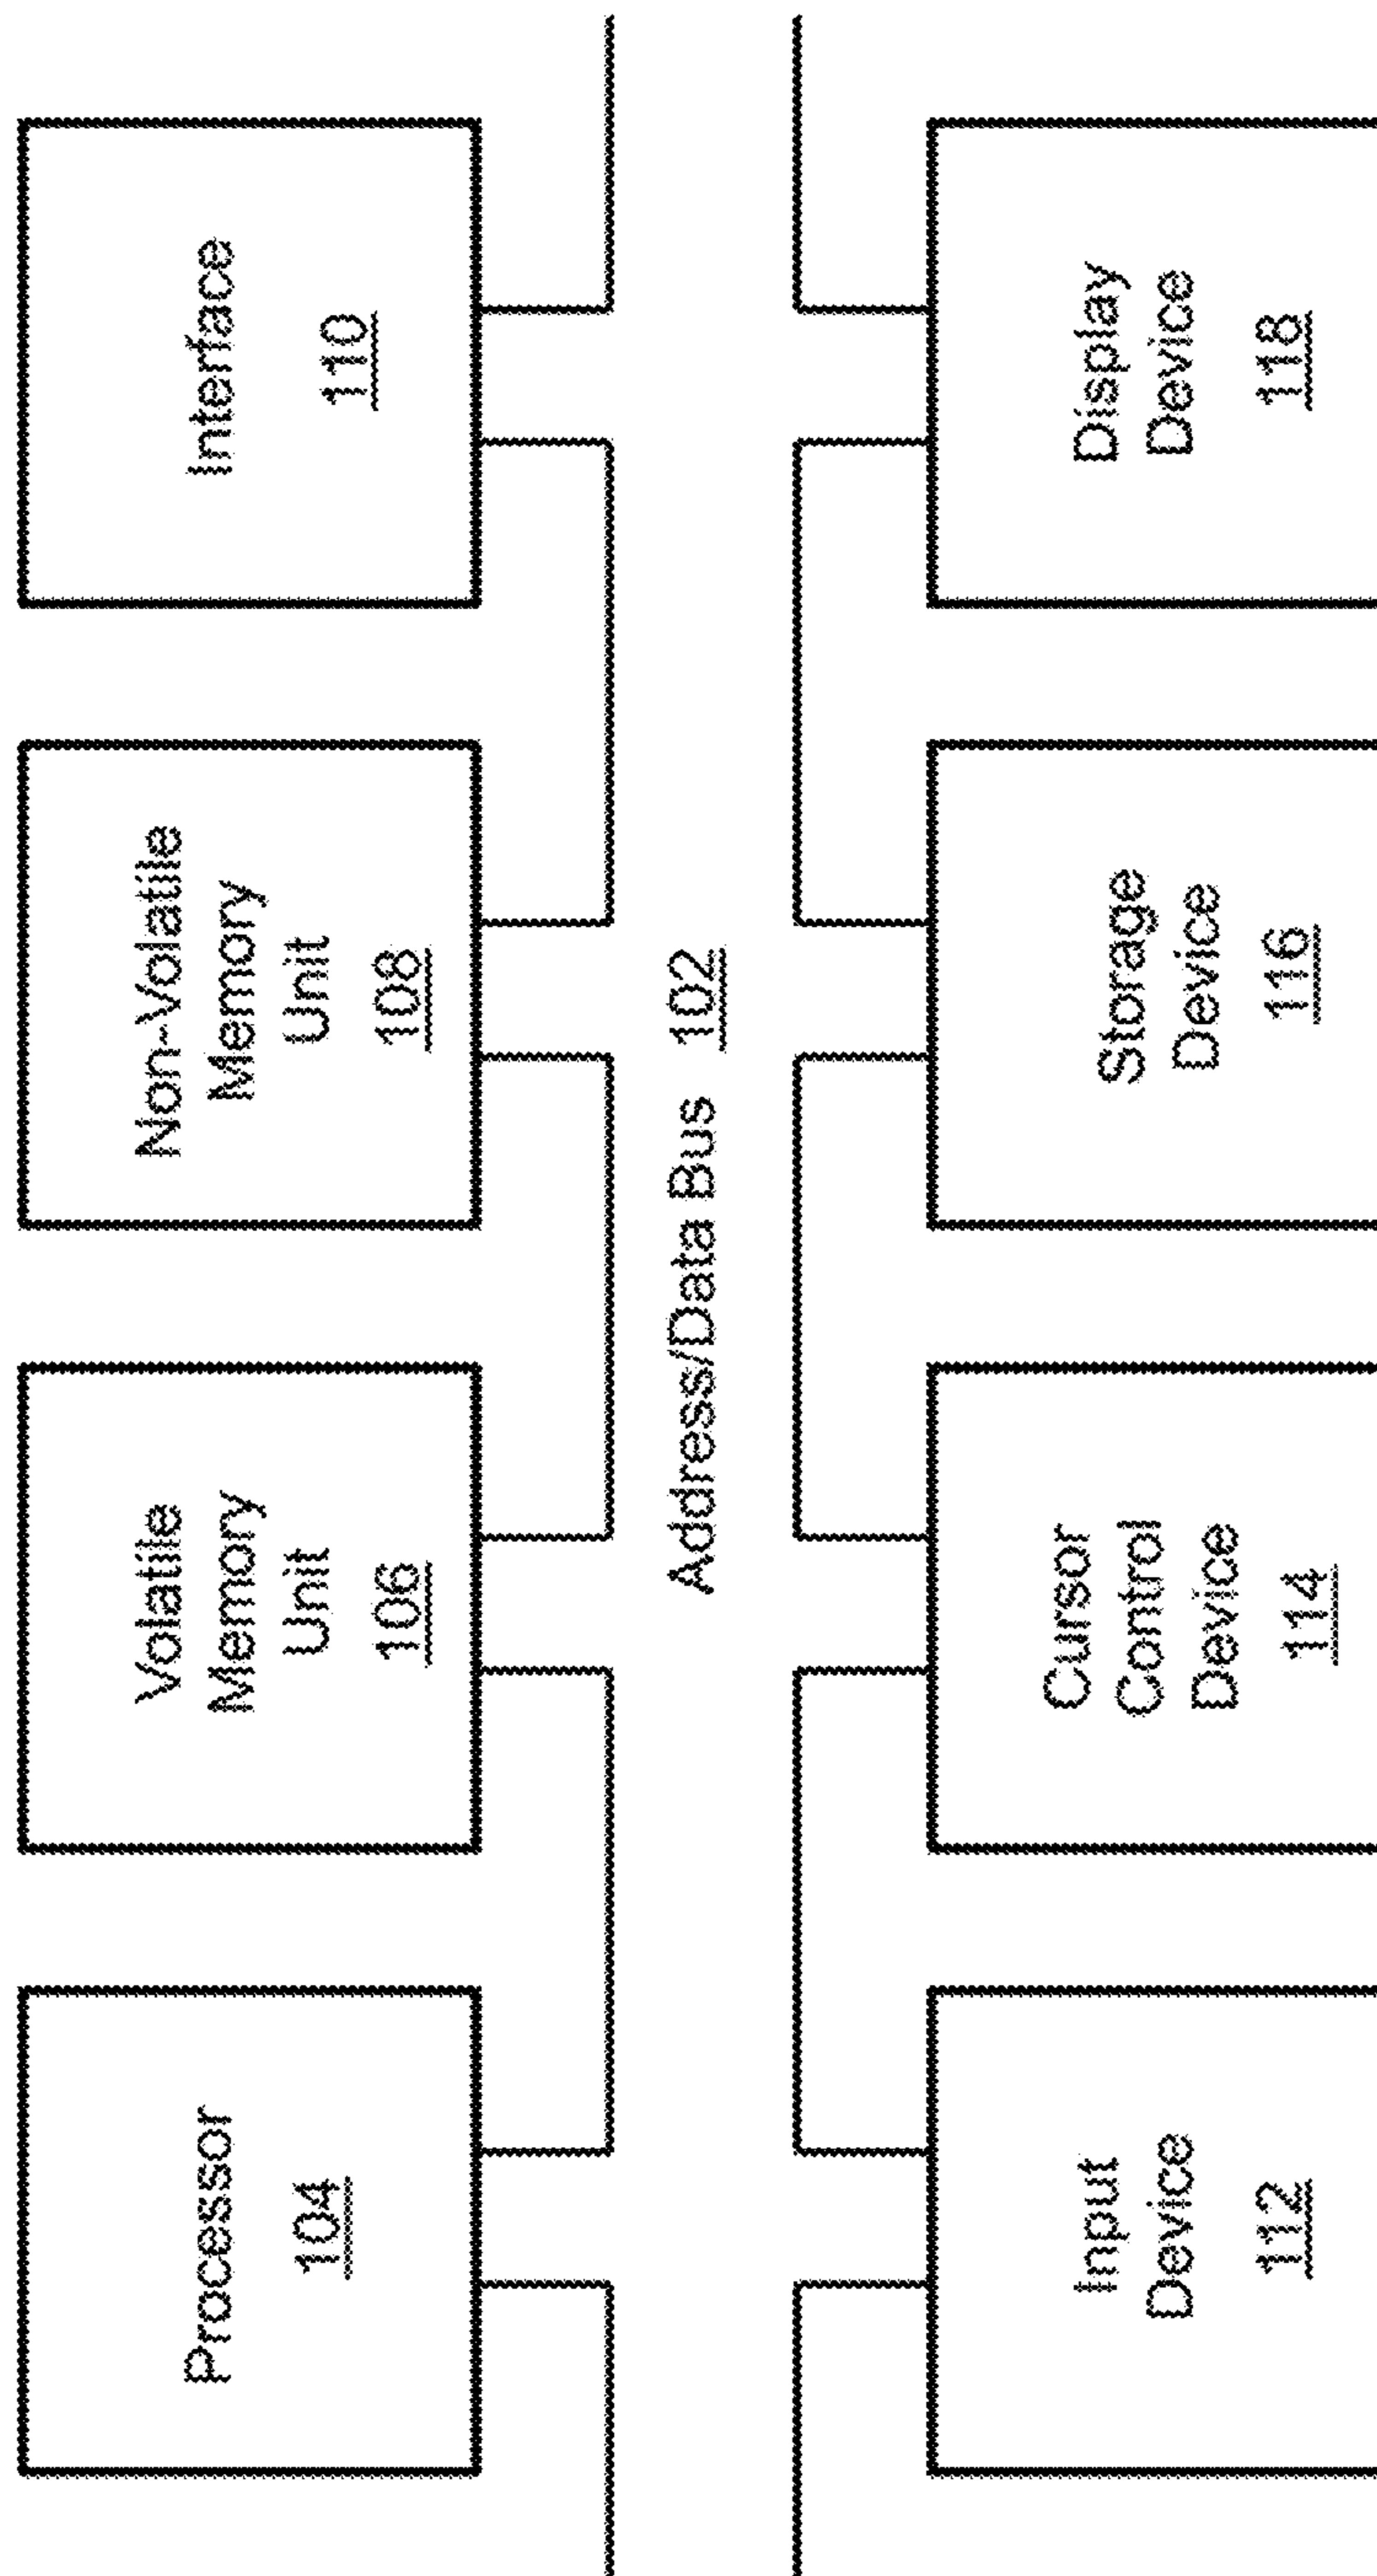 Processor
104
Volatile
Memory
Unit
106
Non-Volatile
Memory
Unit
108
Interface
110
Address/Data Bus 102
Input
Device
112
Cursor
Control
Device
114
Storage
Device
116
Display
Device
118